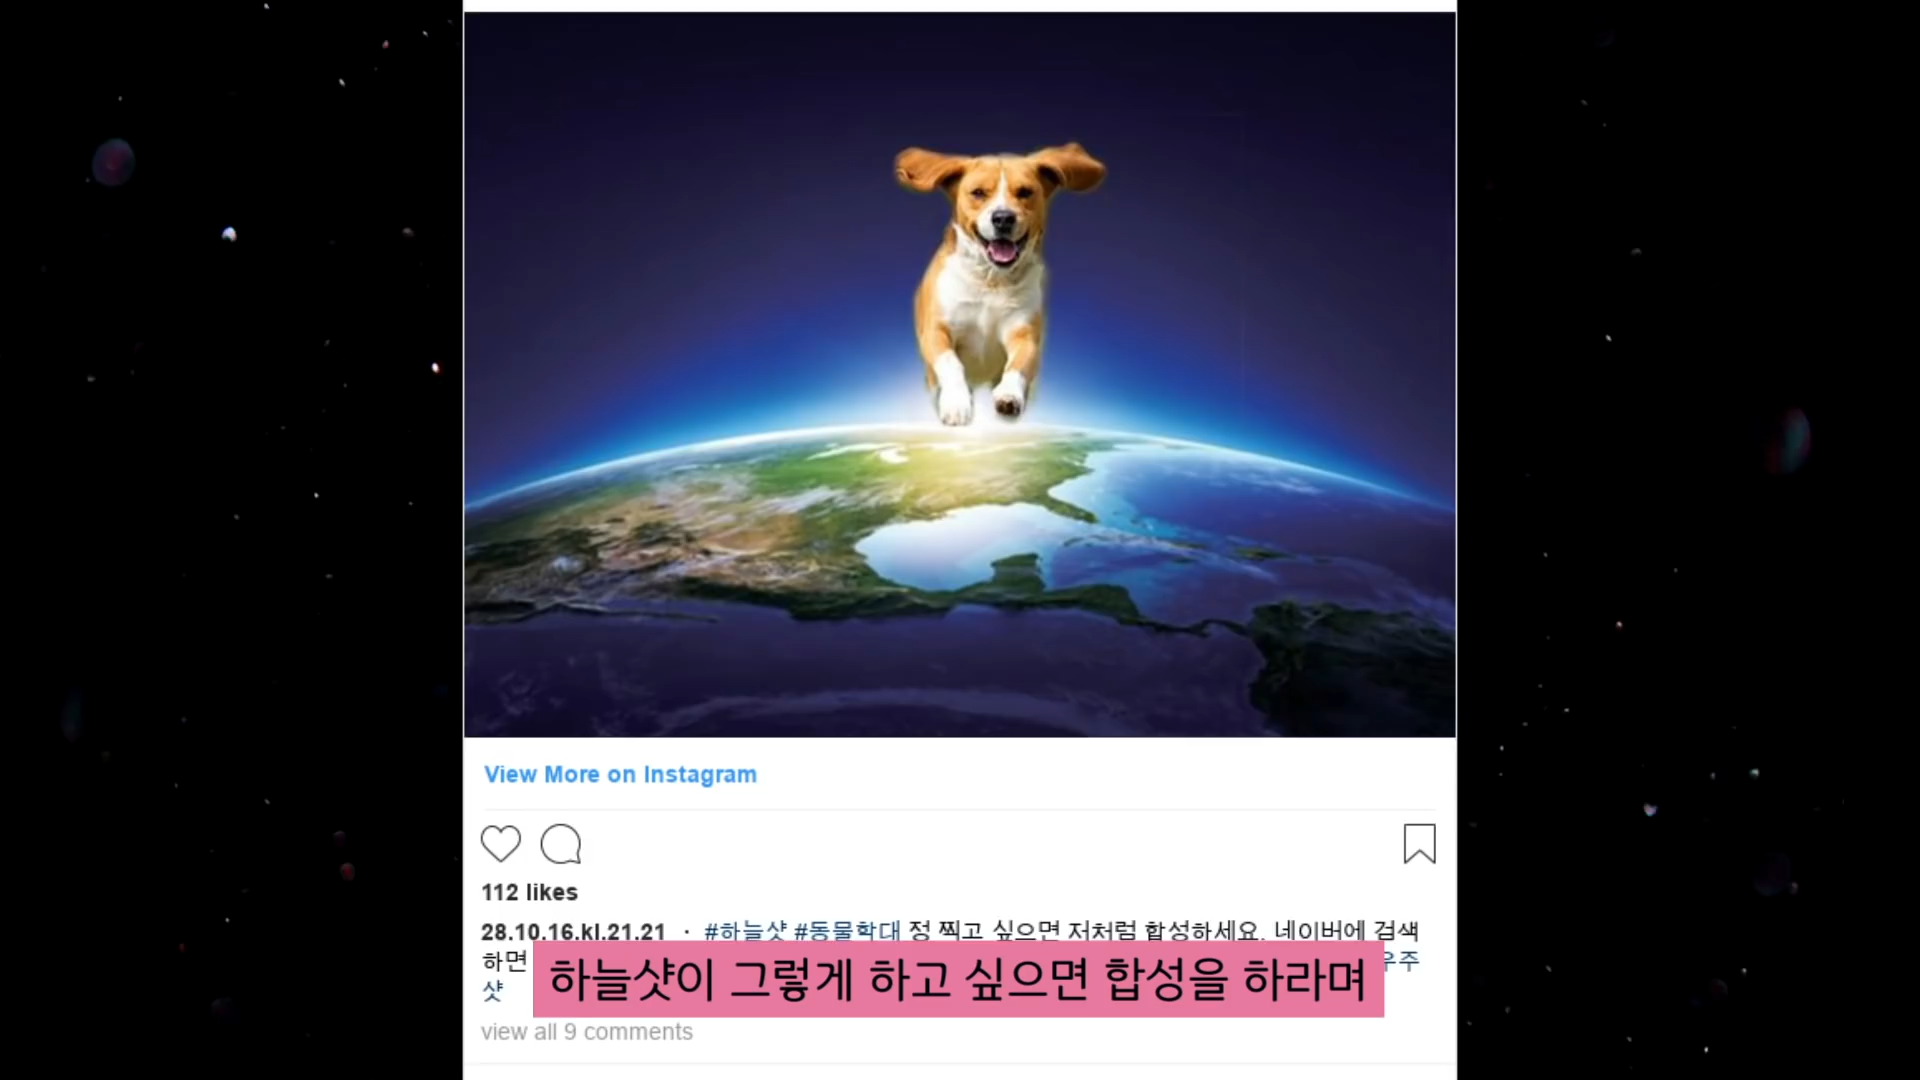 View More on Instagram
112 likes
28.10.16.kl.21.21 · #하늘샷 #동물학대 정 찍고 싶으면 저처럼 합성하세요. 네이버에 검색
하면 우주
샷
하늘샷이 그렇게 하고 싶으면 합성을 하라며
view all 9 comments